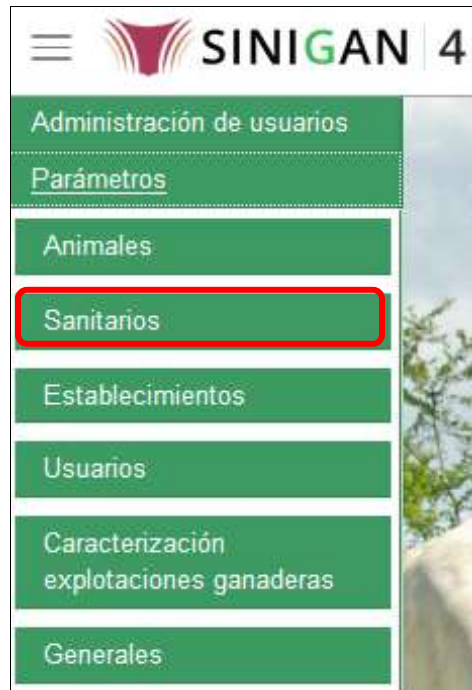 SINIGAN 4
Administración de usuarios
Parámetros
Animales
Sanitarios
Establecimientos
Usuarios
Caracterización
explotaciones ganaderas
Generales